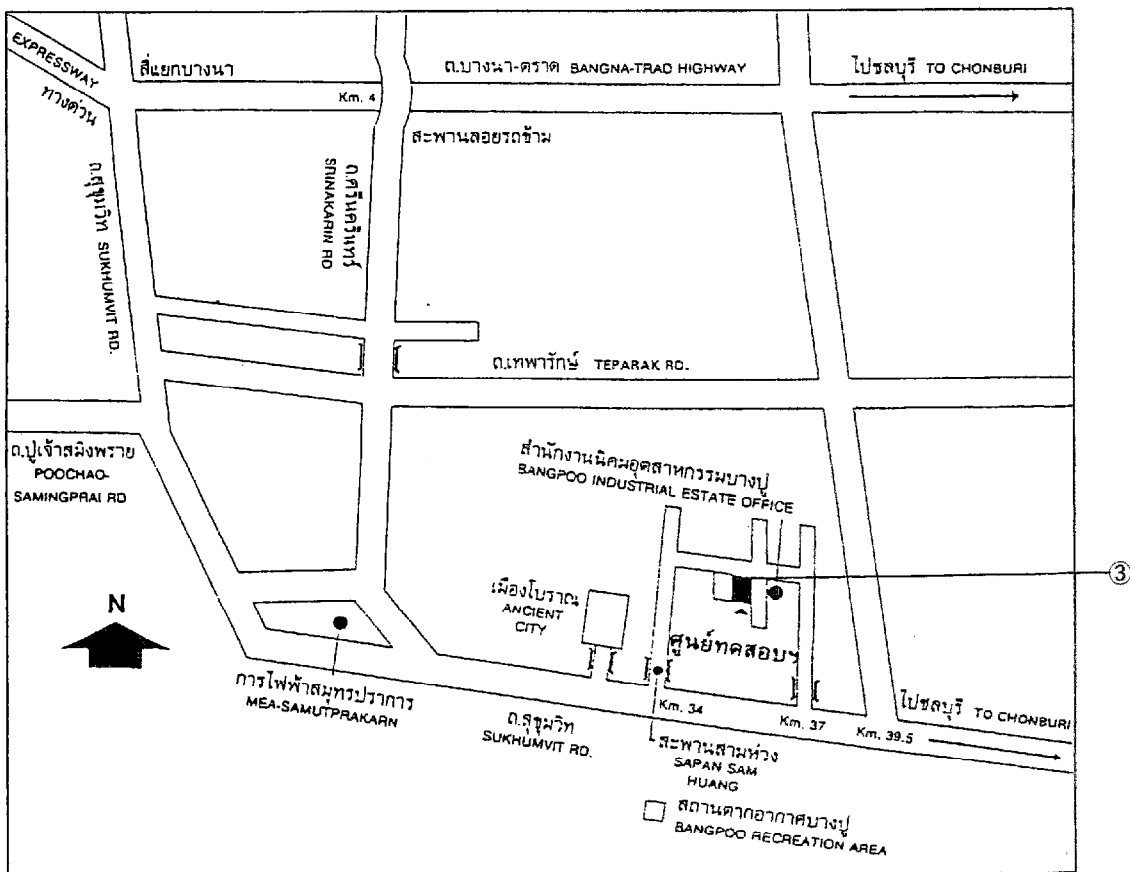 EXPRESSWAY
ทางด่วน
สี่แยกบางนา
ถ.บางนา-ตราด BANGNA-TRAD HIGHWAY
ไปชลบุรี TO CHONBURI
Km. 4
สะพานลอยรถข้าม
ถ.สุขุมวิท SUKHUMVIT RD.
ถ.ศรีนครินทร์
SRINAKARIN RD
ถ.เทพารักษ์ TEPARAK RD.
ถ.ปู่เจ้าสมิงพราย
POOCHAO-
SAMINGPRAI RD
สำนักงานนิคมอุตสาหกรรมบางปู
BANGPOO INDUSTRIAL ESTATE OFFICE
③
N
เมืองโบราณ
ANCIENT
CITY
ศูนย์ทดสอบฯ
การไฟฟ้าสมุทรปราการ
MEA-SAMUTPRAKARN
ถ.สุขุมวิท
SUKHUMVIT RD.
Km. 34
Km. 37
Km. 39.5
ไปชลบุรี TO CHONBURI
สะพานสามห่วง
SAPAN SAM
HUANG
สถานตากอากาศบางปู
BANGPOO RECREATION AREA